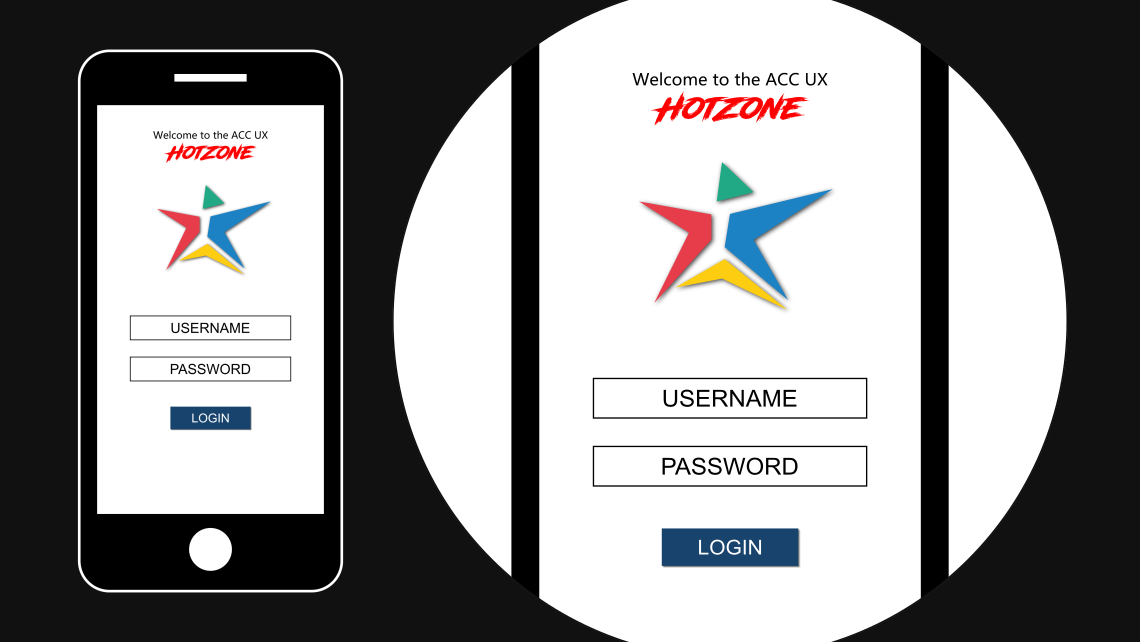 Welcome to the ACC UX
HOTZONE
USERNAME
PASSWORD
LOGIN
Welcome to the ACC UX
HOTZONE
USERNAME
PASSWORD
LOGIN